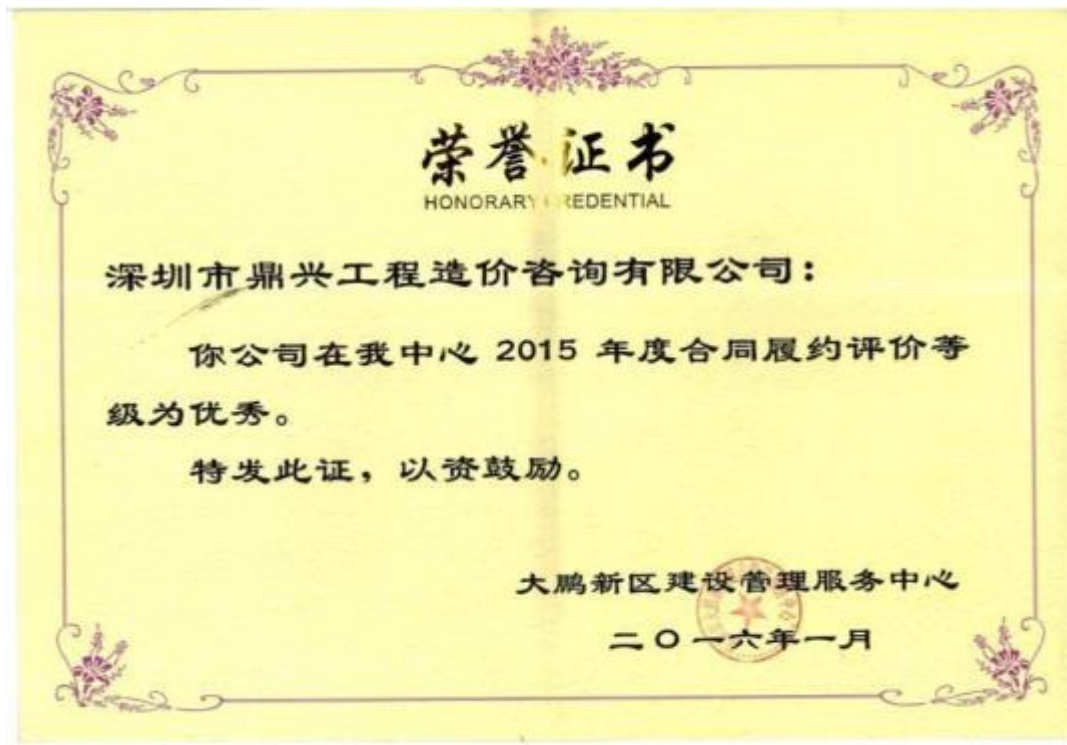 荣誉证书
HONORARY CREDENTIAL
深圳市鼎兴工程造价咨询有限公司:
你公司在我中心 2015 年度合同履约评价等
级为优秀。
特发此证,以资鼓励。
大鹏新区建设管理服务中心
二〇一六年一月